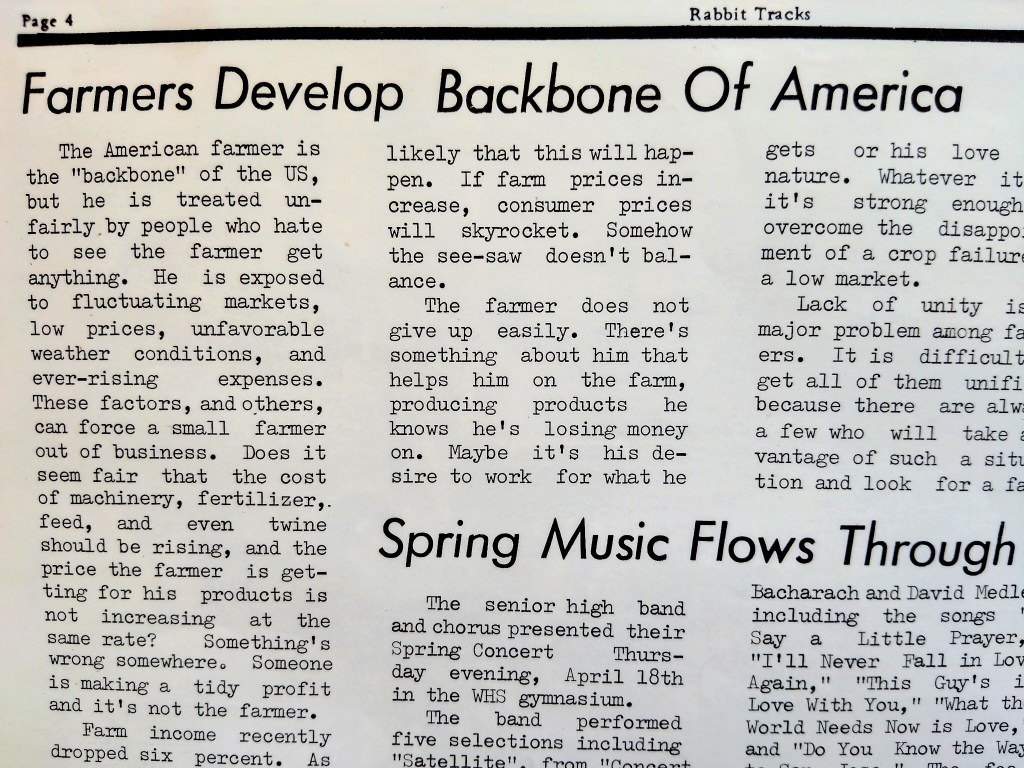 Page 4
Rabbit Tracks
Farmers Develop Backbone Of America
The American farmer is
the "backbone" of the US,
but he is treated un-
fairly by people who hate
to see the farmer get
anything. He is exposed
to fluctuating markets,
low prices, unfavorable
weather conditions, and
ever-rising expenses.
These factors, and others,
can force a small farmer
out of business. Does it
seem fair that the cost
of machinery, fertilizer,
feed, and even twine
should be rising, and the
price the farmer is get-
ting for his products is
not increasing at the
same rate? Something's
wrong somewhere. Someone
is making a tidy profit
and it's not the farmer.
Farm income recently
dropped six percent. As
likely that this will hap-
pen. If farm prices in-
crease, consumer prices
will skyrocket. Somehow
the see-saw doesn't bal-
ance.
The farmer does not
give up easily. There's
something about him that
helps him on the farm,
producing products he
knows he's losing money
on. Maybe it's his de-
sire to work for what he
gets or his love
nature. Whatever it
it's strong enough
overcome the disappo
ment of a crop failure
a low market.
Lack of unity is
major problem among fa
ers. It is difficult
get all of them unifi
because there are alwa
a few who will take a
vantage of such a situ
tion and look for a fa
Spring Music Flows Through
The senior high band
and chorus presented their
Spring Concert Thurs-
day evening, April 18th
in the WHS gymnasium.
The band performed
five selections including
"Satellite", from "Concert
Bacharach and David Medle
including the songs "
Say a Little Prayer,
"I'll Never Fall in Lov
Again," "This Guy's i
Love With You," "What th
World Needs Now is Love,
and "Do You Know the Way
to San Jose." The